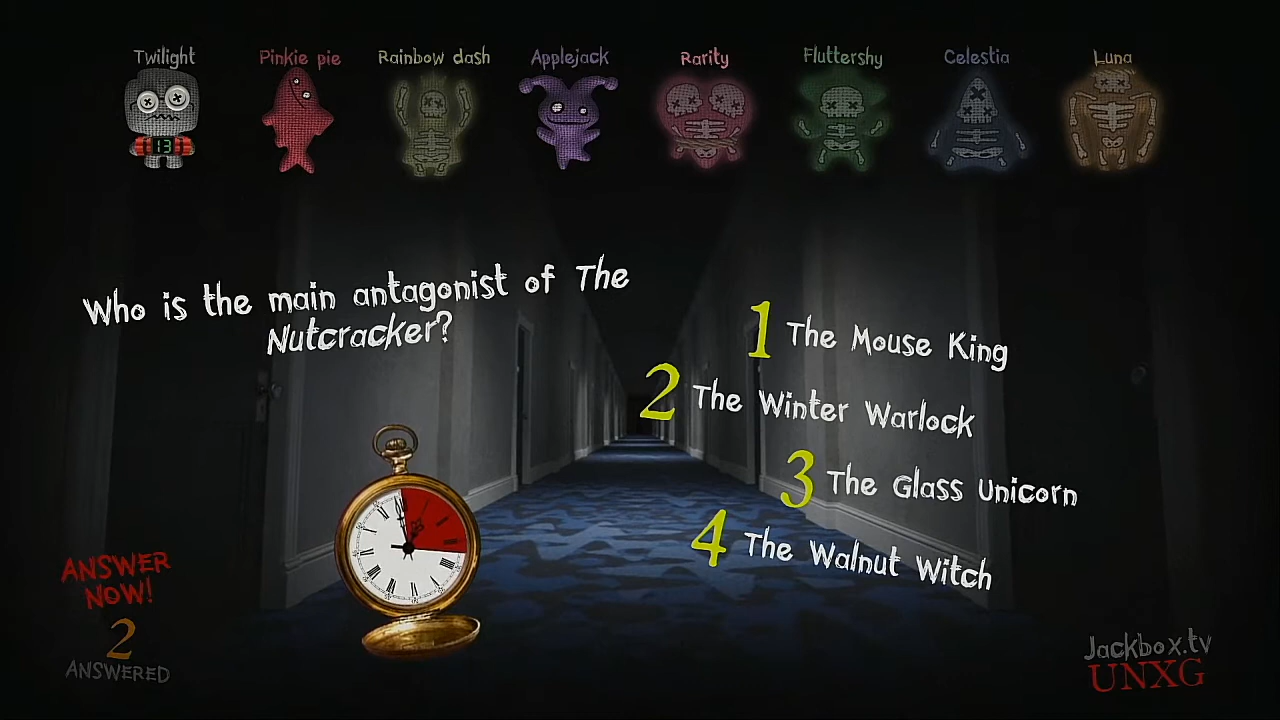 Twilight
Pinkie pie
Rainbow dash
Applejack
Rarity
Fluttershy
Celestia
Luna
13
Who is the main antagonist of The
Nutcracker?
1 The Mouse King
2 The Winter Warlock
3 The Glass Unicorn
4 The Walnut Witch
ANSWER
NOW!
2
ANSWERED
Jackbox.tv
UNXG